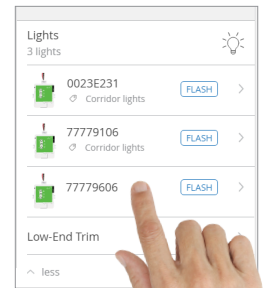 Lights
3 lights
0023E231
Corridor lights
FLASH
77779106
Corridor lights
FLASH
77779606
FLASH
Low-End Trim
less